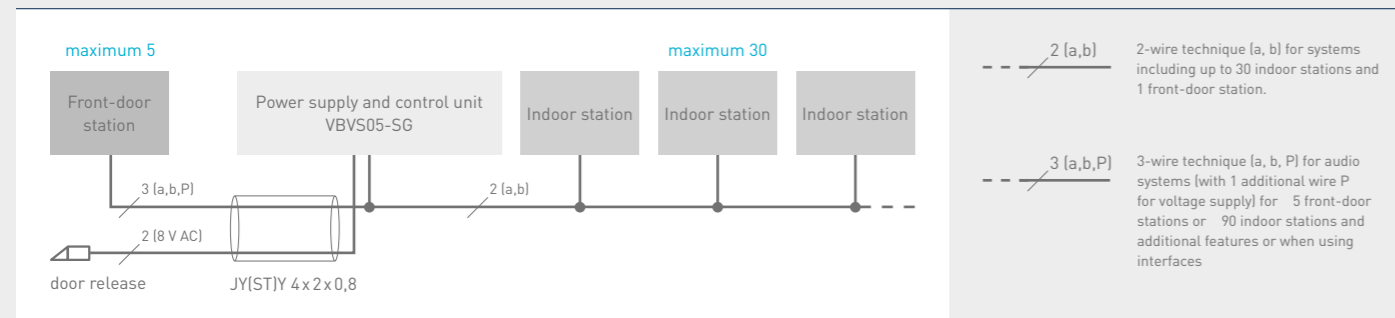 maximum 5
maximum 30
Front-door
station
Power supply and control unit
VBVS05-SG
Indoor station
Indoor station
Indoor station
3 (a,b,P)
2 (a,b)
2 (8 V AC)
door release
JY(ST)Y 4 x 2 x 0,8
2 (a,b)
2-wire technique (a, b) for systems
including up to 30 indoor stations and
1 front-door station.
3 (a,b,P)
3-wire technique (a, b, P) for audio
systems (with 1 additional wire P
for voltage supply) for 5 front-door
stations or 90 indoor stations and
additional features or when using
interfaces